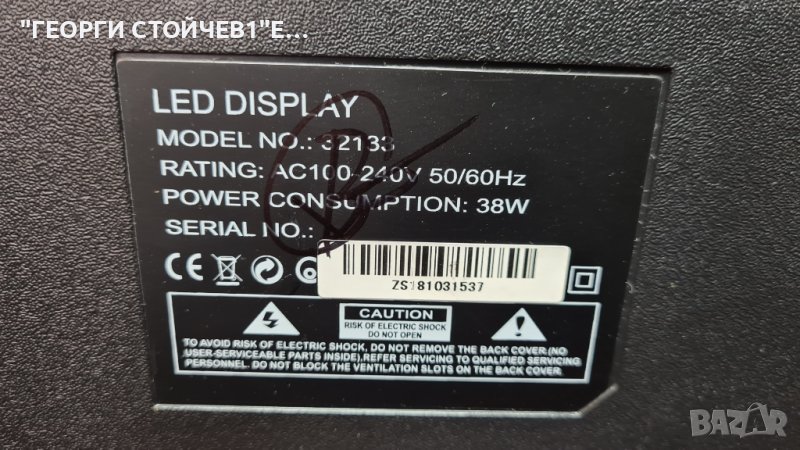 "ГЕОРГИ СТОЙЧЕВ1"Е...
LED DISPLAY
MODEL NO.: 32133
RATING: AC100-240V 50/60Hz
POWER CONSUMPTION: 38W
SERIAL NO.:
CE
ZS181031537
CAUTION
RISK OF ELECTRIC SHOCK
DO NOT OPEN
TO AVOID RISK OF ELECTRIC SHOCK, DO NOT REMOVE THE BACK COVER.(NO
USER-SERVICEABLE PARTS INSIDE),REFER SERVICING TO QUALIFIED SERVICING
PERSONNEL. DO NOT BLOCK THE VENTILATION SLOTS ON THE BACK COVER.
BAZAR